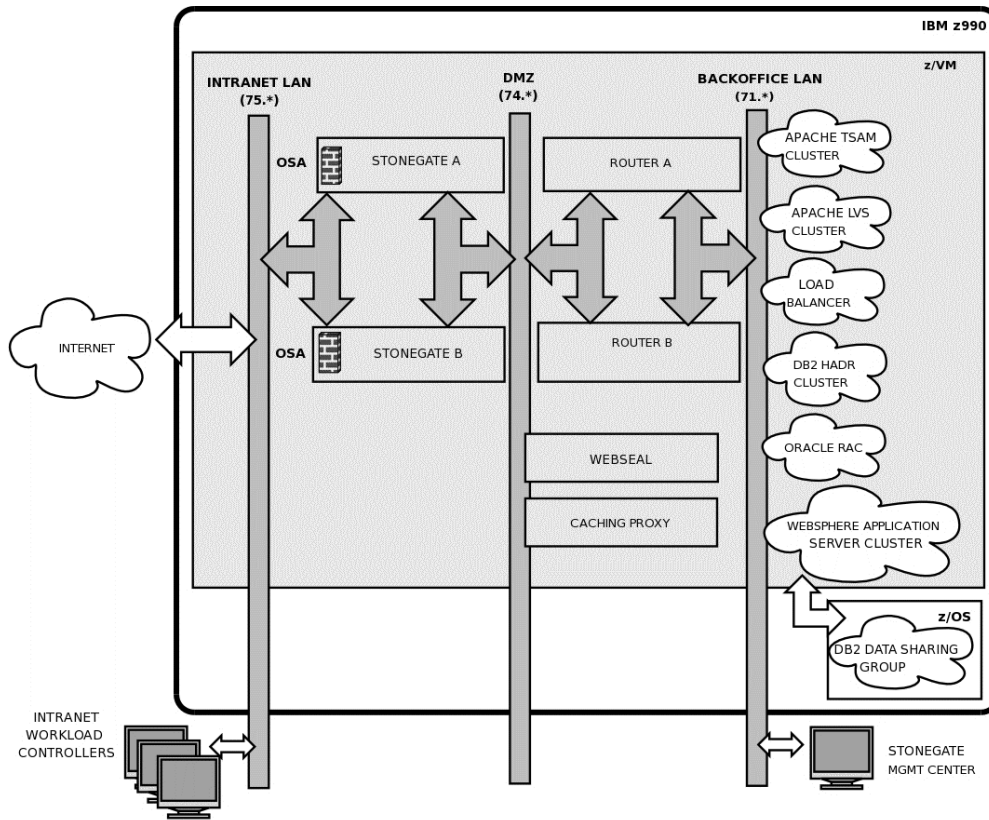 IBM z990
z/VM
INTRANET LAN
(75.*)
DMZ
(74.*)
BACKOFFICE LAN
(71.*)
OSA
STONEGATE A
ROUTER A
APACHE TSAM
CLUSTER
APACHE LVS
CLUSTER
LOAD
BALANCER
INTERNET
OSA
STONEGATE B
ROUTER B
DB2 HADR
CLUSTER
WEBSEAL
ORACLE RAC
CACHING PROXY
WEBSPHERE APPLICATION
SERVER CLUSTER
z/OS
DB2 DATA SHARING
GROUP
INTRANET
WORKLOAD
CONTROLLERS
STONEGATE
MGMT CENTER